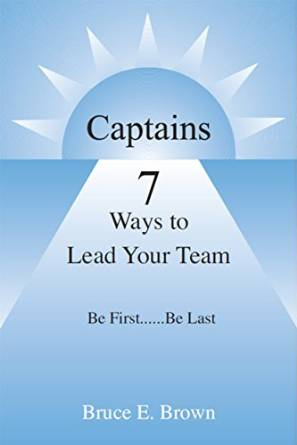 Captains
7
Ways to
Lead Your Team
Be First......Be Last
Bruce E. Brown